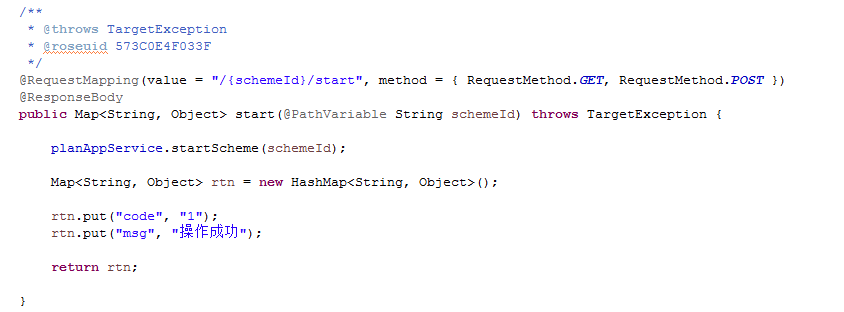 /**
 * @throws TargetException
 * @roseuid 573C0E4F033F
 */
@RequestMapping(value = "/{schemeId}/start", method = { RequestMethod.GET, RequestMethod.POST })
@ResponseBody
public Map<String, Object> start(@PathVariable String schemeId) throws TargetException {
    planAppService.startScheme(schemeId);
    Map<String, Object> rtn = new HashMap<String, Object>();
    rtn.put("code", "1");
    rtn.put("msg", "操作成功");
    return rtn;
}